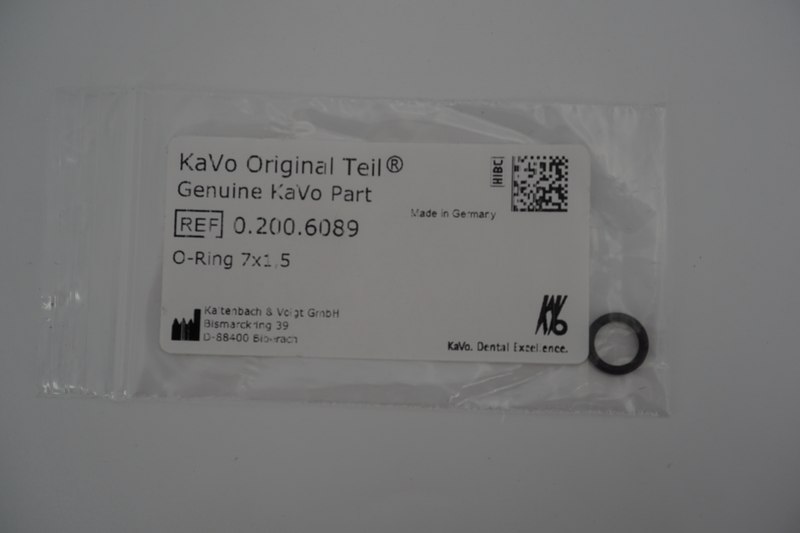 KaVo Original Teil®
Genuine KaVo Part
REF 0.200.6089
O-Ring 7x1,5
HIBC
Made in Germany
Kaltenbach & Voigt GmbH
Bismarckring 39
D-88400 Biberach
KaVo
KaVo. Dental Excellence.